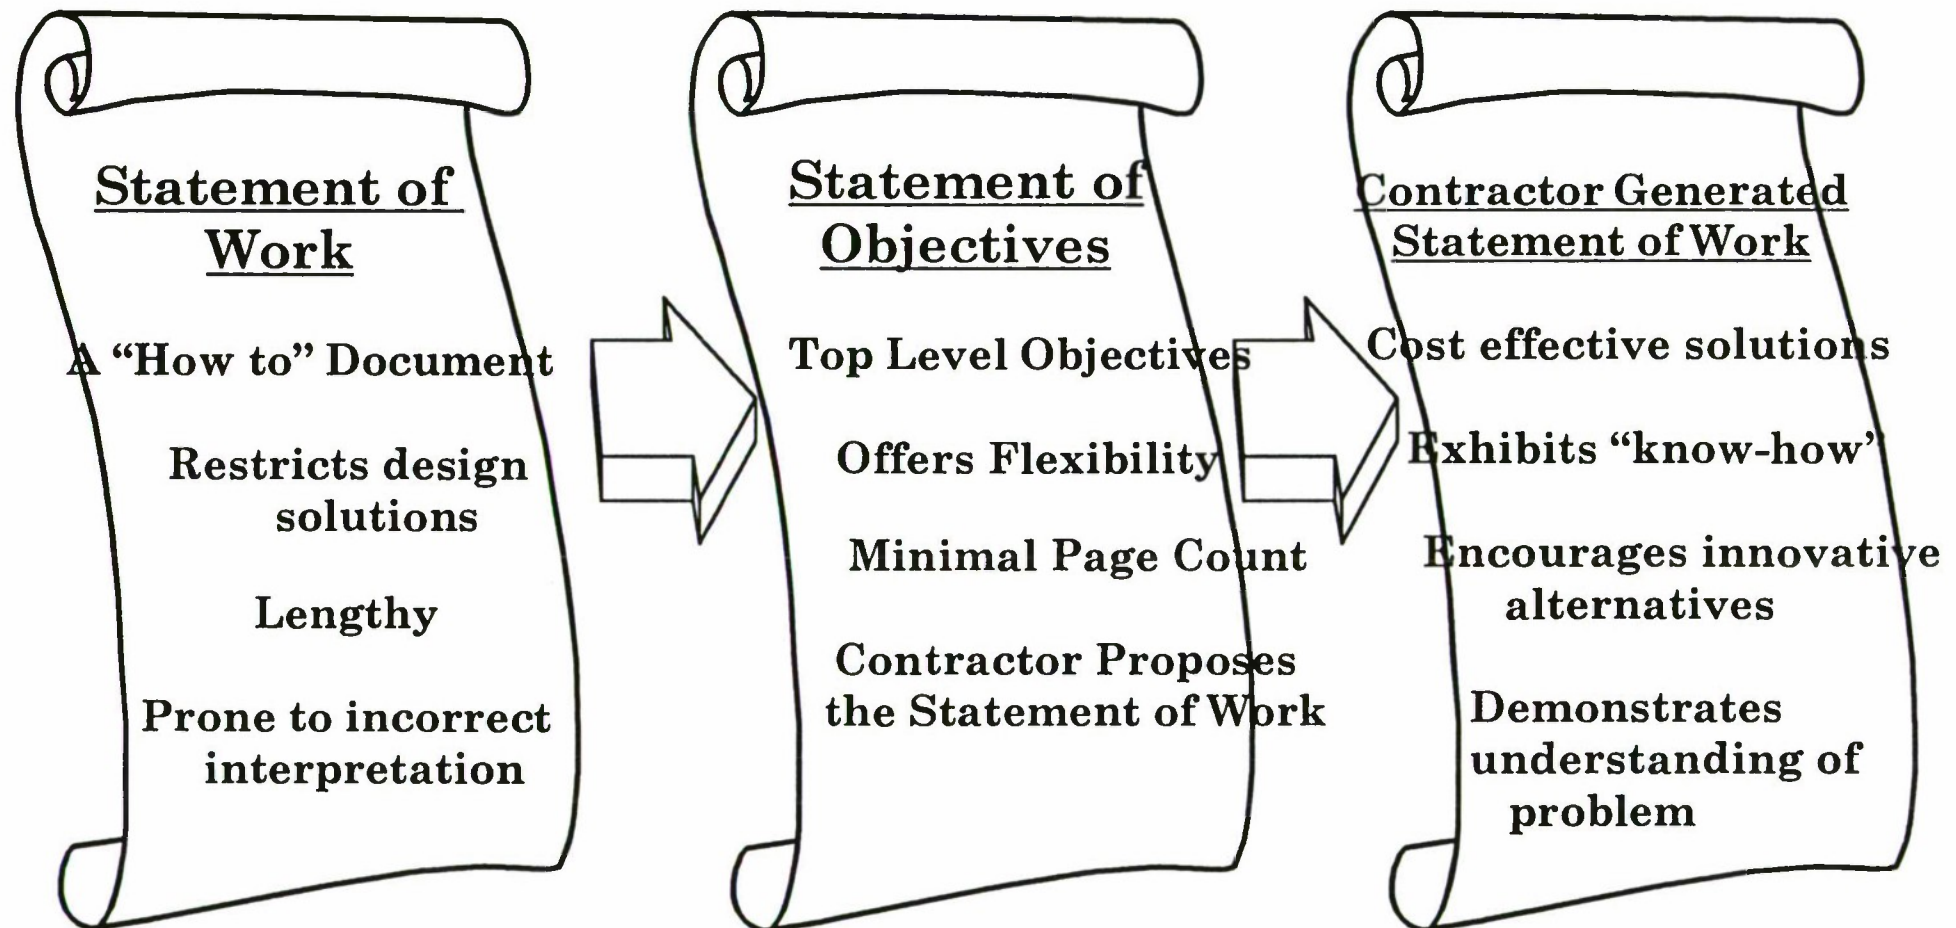 Statement of
Work
A “How to” Document
Restricts design
solutions
Lengthy
Prone to incorrect
interpretation
Statement of
Objectives
Top Level Objectives
Offers Flexibility
Minimal Page Count
Contractor Proposes
the Statement of Work
Contractor Generated
Statement of Work
Cost effective solutions
Exhibits “know-how”
Encourages innovative
alternatives
Demonstrates
understanding of
problem